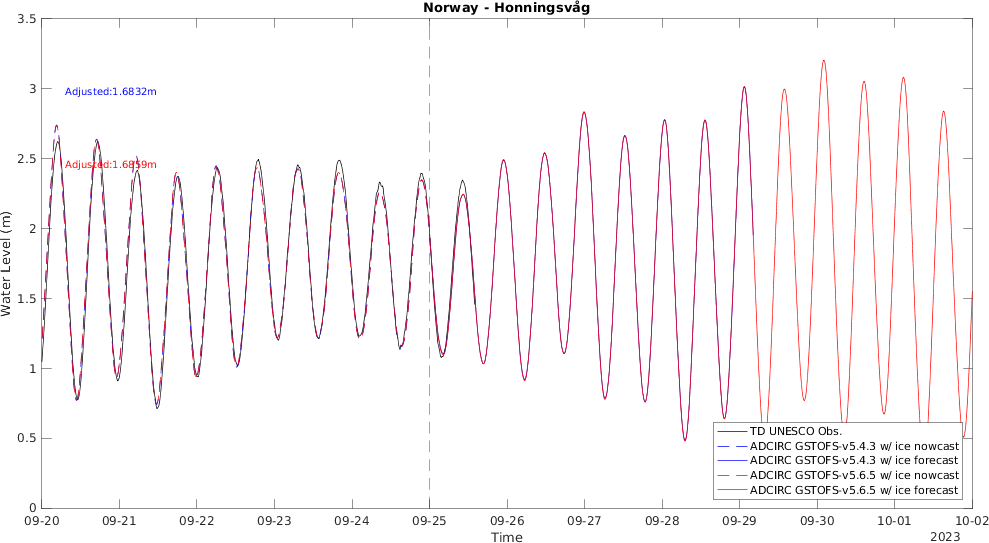 Norway - Honningsvåg
3.5
3
2.5
2
1.5
1
0.5
0
Water Level (m)
Adjusted:1.6832m
Adjusted:1.6859m
TD UNESCO Obs.
ADCIRC GSTOFS-v5.4.3 w/ ice nowcast
ADCIRC GSTOFS-v5.4.3 w/ ice forecast
ADCIRC GSTOFS-v5.6.5 w/ ice nowcast
ADCIRC GSTOFS-v5.6.5 w/ ice forecast
09-20 09-21 09-22 09-23 09-24 09-25 09-26 09-27 09-28 09-29 09-30 10-01 10-02
Time
2023